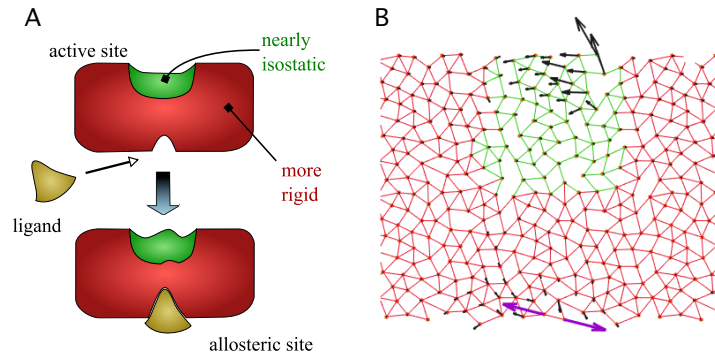 A
B
active site
nearly
isostatic
more
rigid
ligand
allosteric site